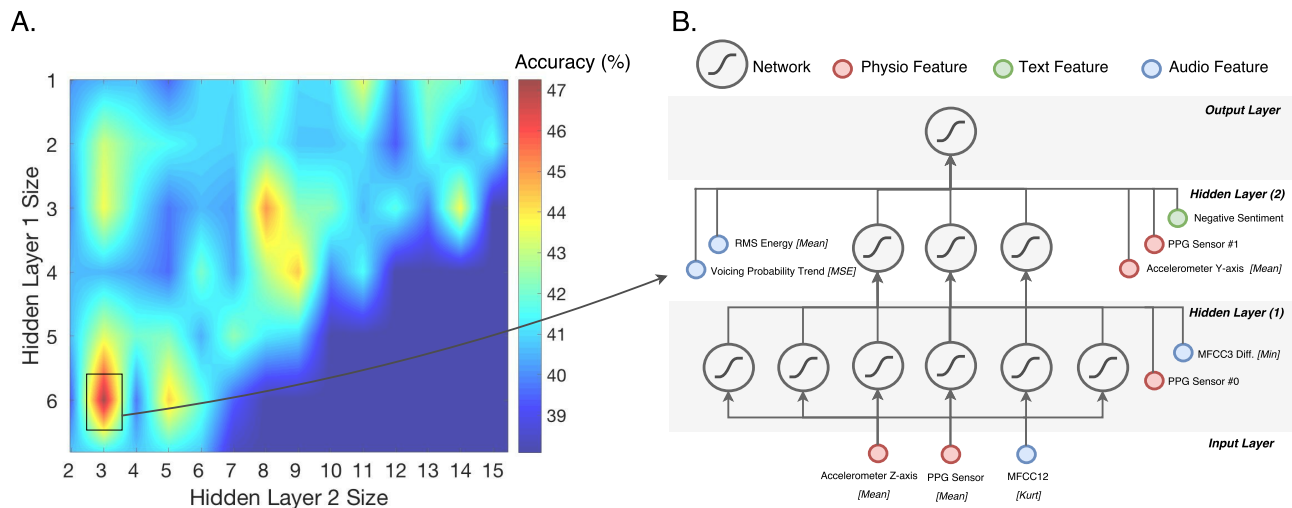 A.
Accuracy (%)
Hidden Layer 1 Size
1
2
3
4
5
6
2 3 4 5 6 7 8 9 10 11 12 13 14 15
Hidden Layer 2 Size
47
46
45
44
43
42
41
40
39
B.
Network Physio Feature Text Feature Audio Feature
Output Layer
Hidden Layer (2)
Negative Sentiment
RMS Energy [Mean]
PPG Sensor #1
Voicing Probability Trend [MSE]
Accelerometer Y-axis [Mean]
Hidden Layer (1)
MFCC3 Diff. [Min]
PPG Sensor #0
Input Layer
Accelerometer Z-axis
[Mean]
PPG Sensor
[Mean]
MFCC12
[Kurt]